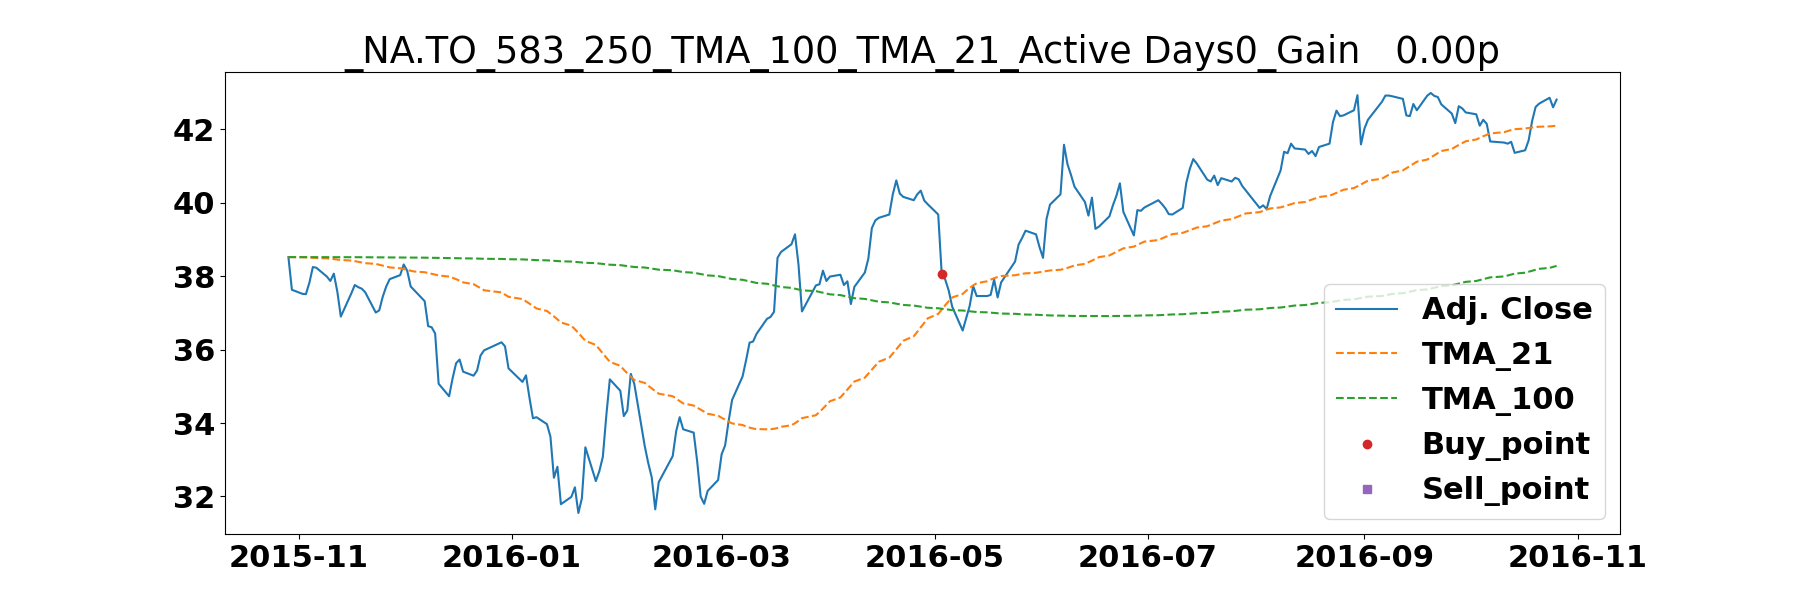 _NA.TO_583_250_TMA_100_TMA_21_Active Days0_Gain   0.00p
42
40
38
36
34
32
2015-11 2016-01 2016-03 2016-05 2016-07 2016-09 2016-11
Adj. Close
TMA_21
TMA_100
Buy_point
Sell_point